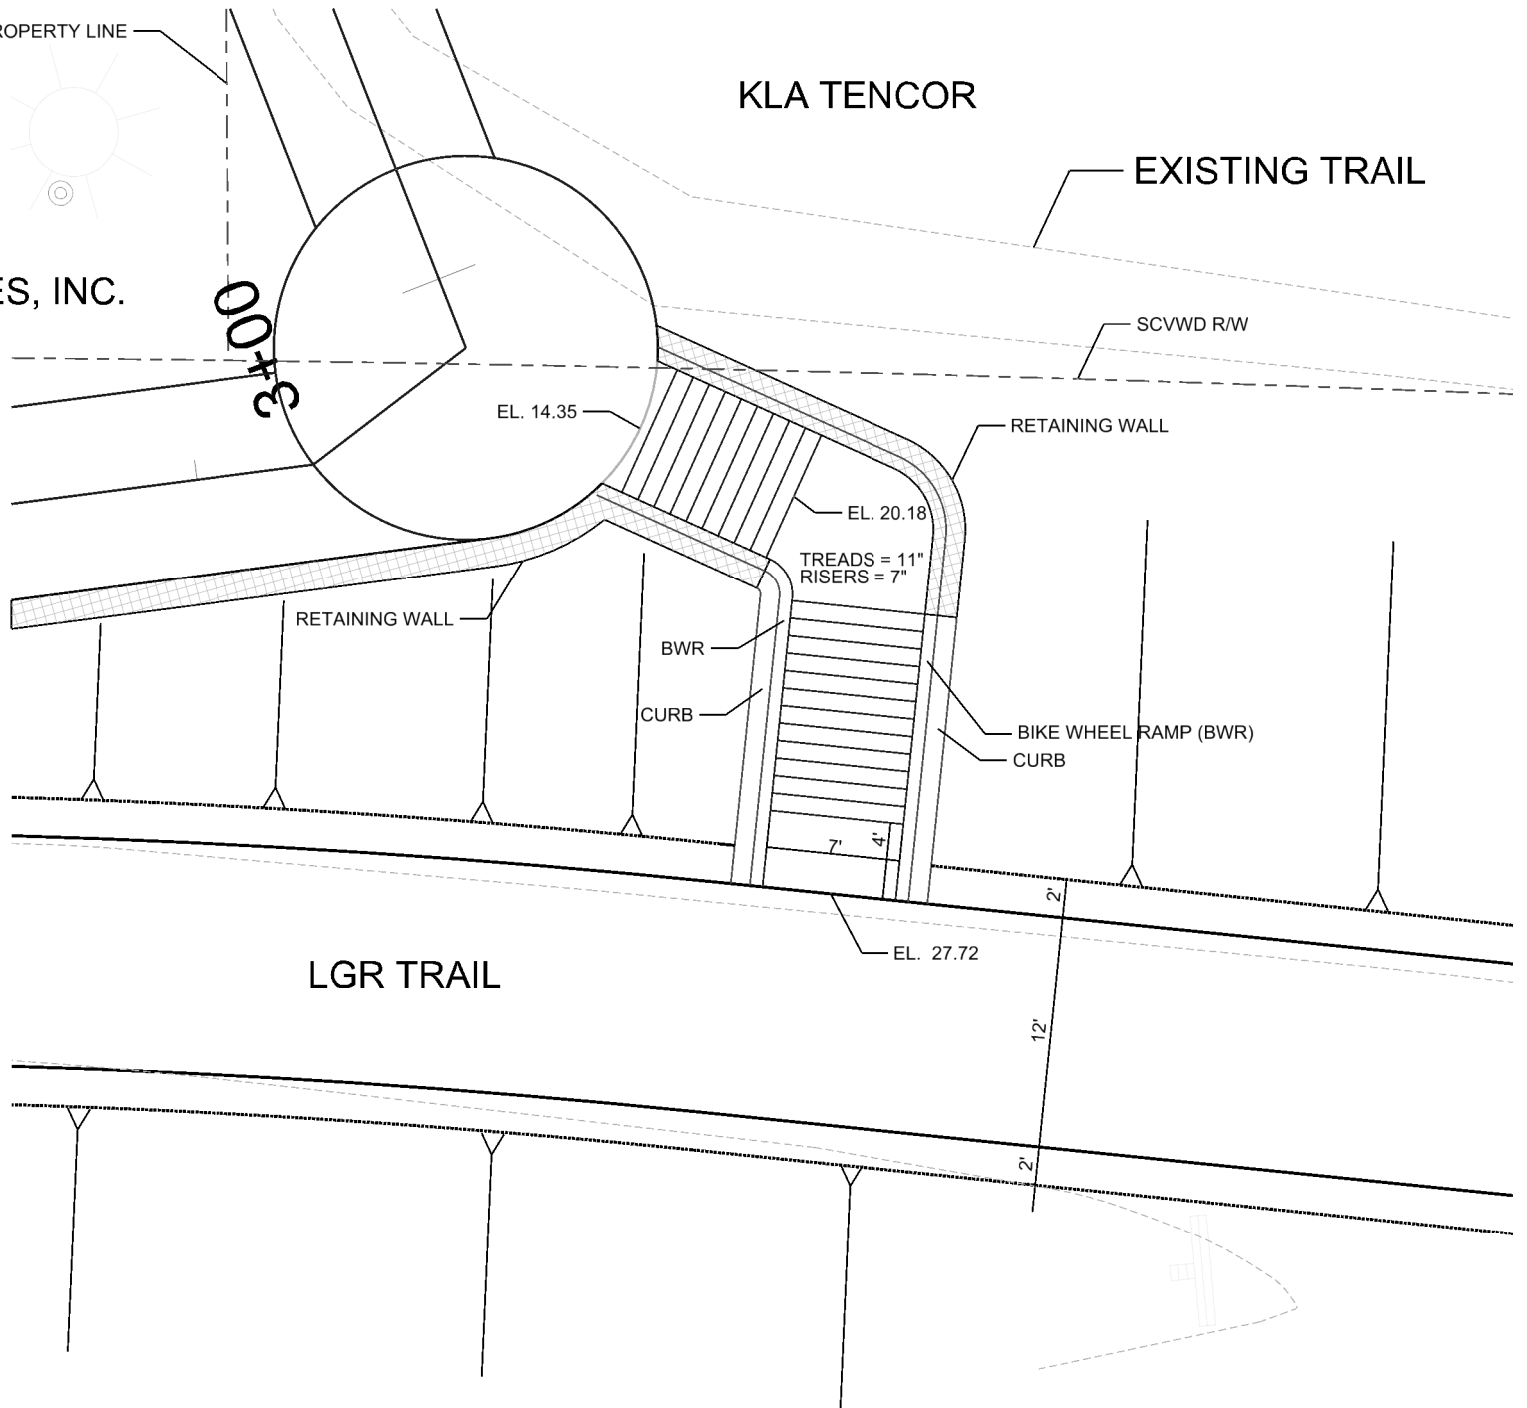 ROPERTY LINE
KLA TENCOR
EXISTING TRAIL
ES, INC.
3+00
SCVWD R/W
EL. 14.35
RETAINING WALL
EL. 20.18
TREADS = 11"
RISERS = 7"
RETAINING WALL
BWR
CURB
BIKE WHEEL RAMP (BWR)
CURB
7'
4'
2'
EL. 27.72
LGR TRAIL
12'
2'